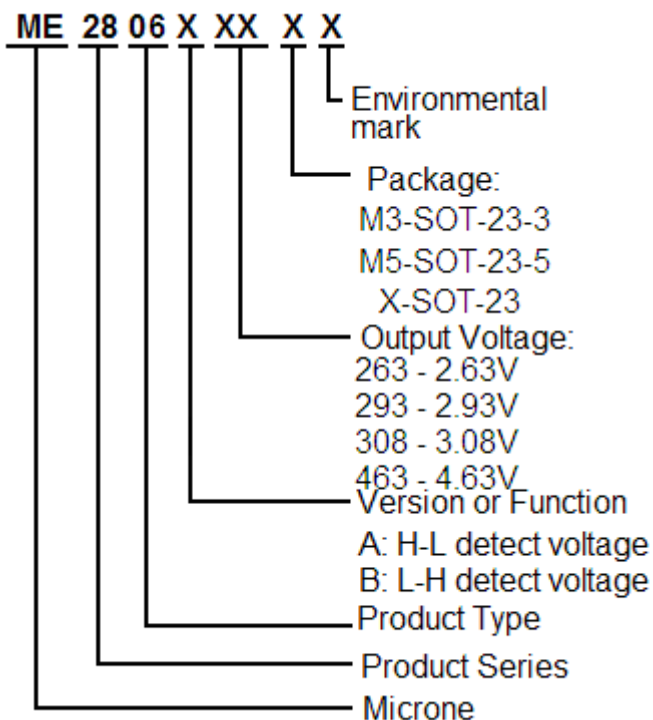 ME 28 06 X XX X X
Environmental
mark
Package:
M3-SOT-23-3
M5-SOT-23-5
X-SOT-23
Output Voltage:
263 - 2.63V
293 - 2.93V
308 - 3.08V
463 - 4.63V
Version or Function
A: H-L detect voltage
B: L-H detect voltage
Product Type
Product Series
Microne